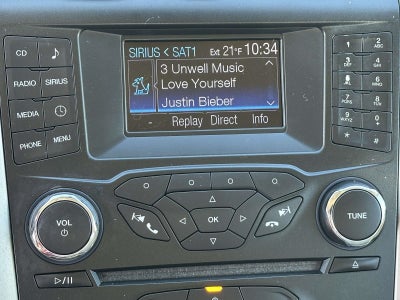 SIRIUS < SAT1 Ext 21°F 10:34
3 Unwell Music
Love Yourself
Justin Bieber
- Replay Direct Info
CD
RADIO SIRIUS
MEDIA
PHONE MENU
1 2 ABC
3 DEF 4 GHI
5 JKL 6 MNO
7 PQRS 8 TUV
9 WXYZ 0
* #
VOL
OK
TUNE